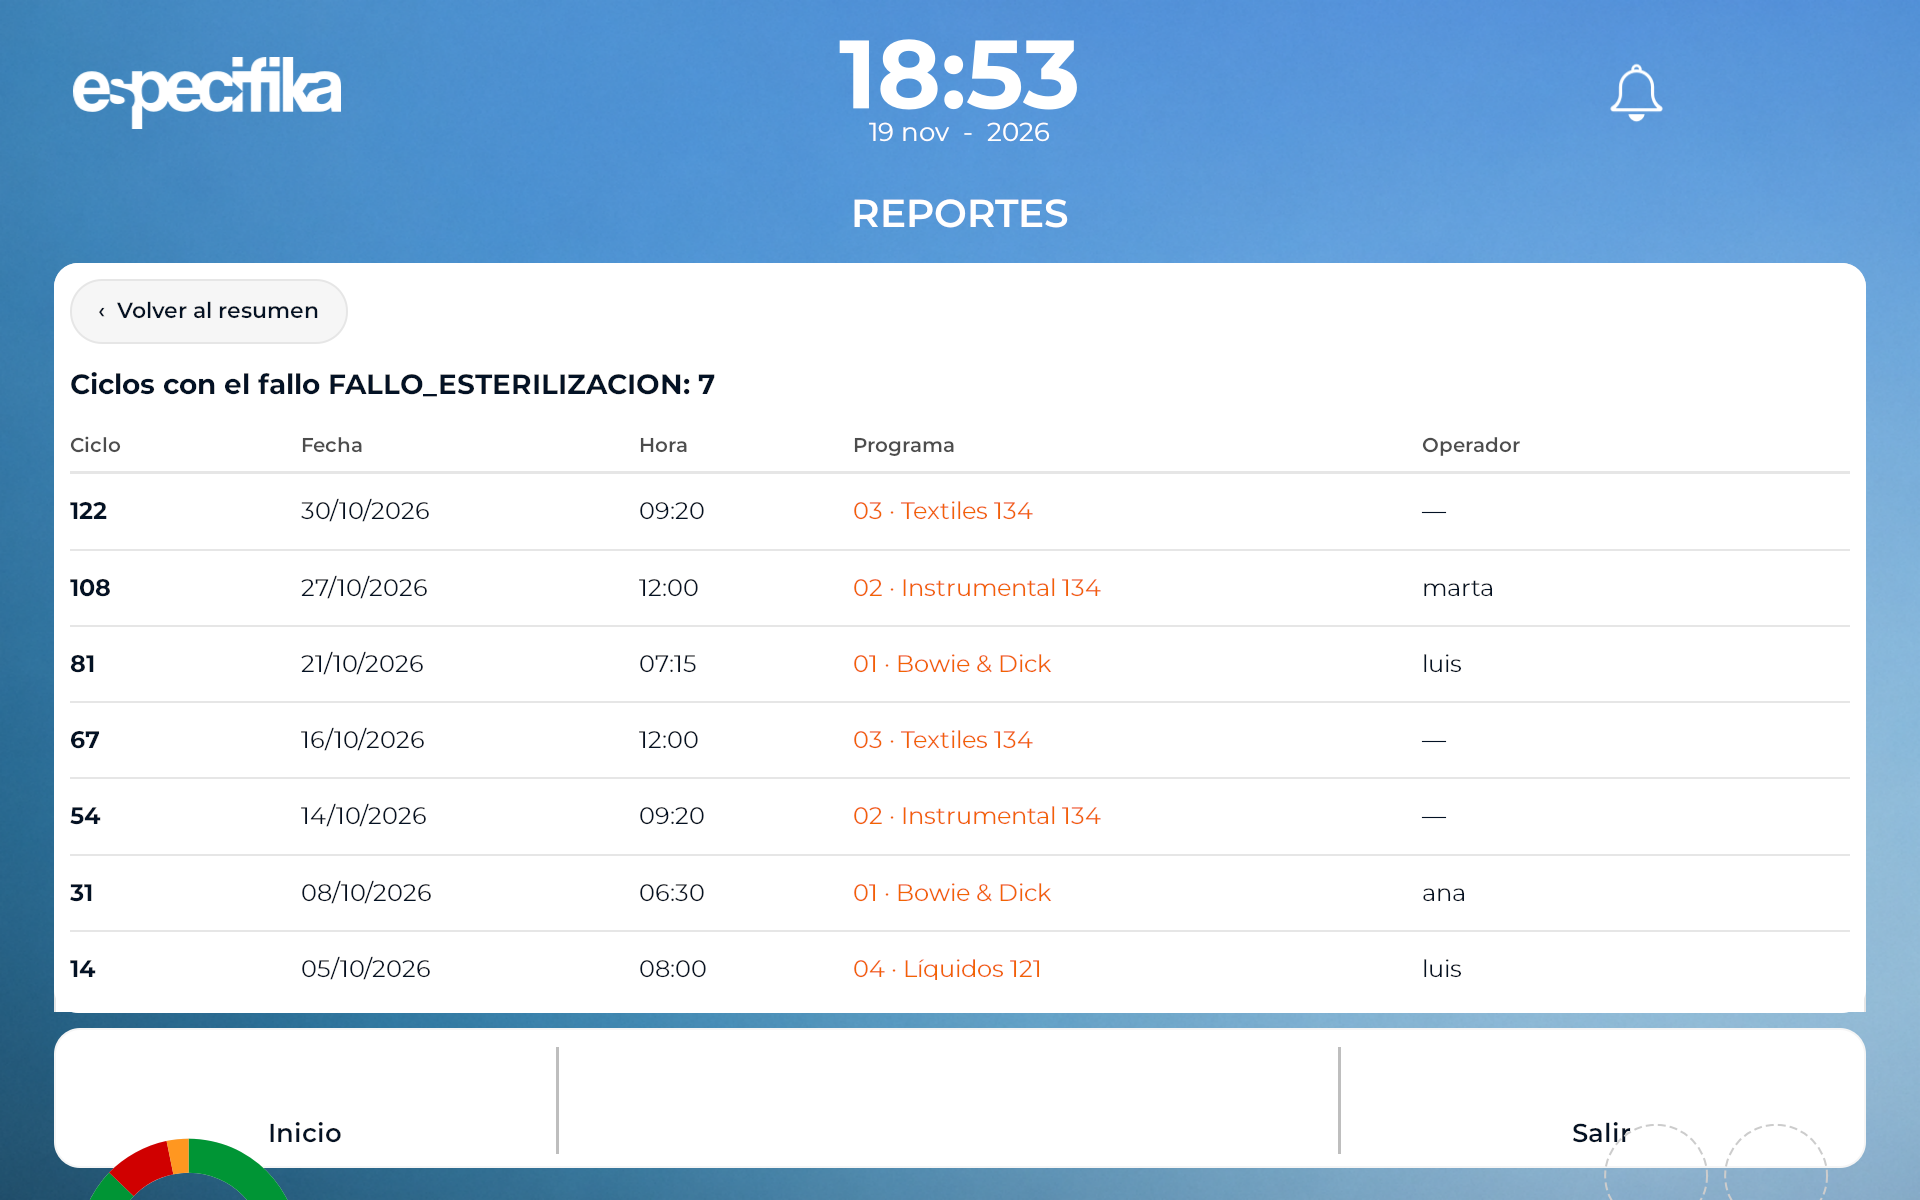 especifika
18:53
19 nov - 2026
REPORTES
‹ Volver al resumen
Ciclos con el fallo FALLO_ESTERILIZACION: 7
Ciclo Fecha Hora Programa Operador
122 30/10/2026 09:20 03 · Textiles 134 —
108 27/10/2026 12:00 02 · Instrumental 134 marta
81 21/10/2026 07:15 01 · Bowie & Dick luis
67 16/10/2026 12:00 03 · Textiles 134 —
54 14/10/2026 09:20 02 · Instrumental 134 —
31 08/10/2026 06:30 01 · Bowie & Dick ana
14 05/10/2026 08:00 04 · Líquidos 121 luis
Inicio Salir